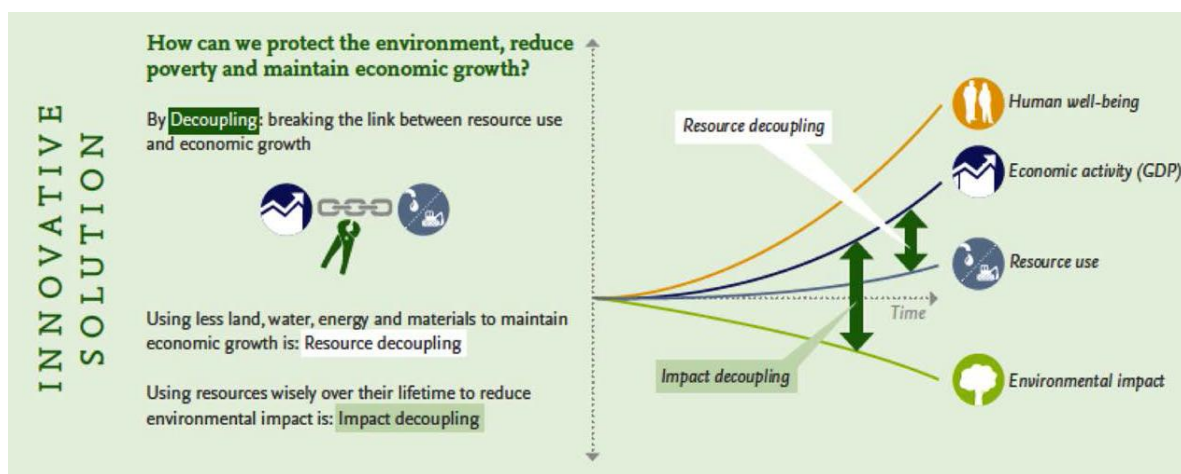 INNOVATIVE
SOLUTION
How can we protect the environment, reduce
poverty and maintain economic growth?
By Decoupling: breaking the link between resource use
and economic growth
Using less land, water, energy and materials to maintain
economic growth is: Resource decoupling
Using resources wisely over their lifetime to reduce
environmental impact is: Impact decoupling
Resource decoupling
Human well-being
Economic activity (GDP)
Resource use
Time
Impact decoupling
Environmental impact